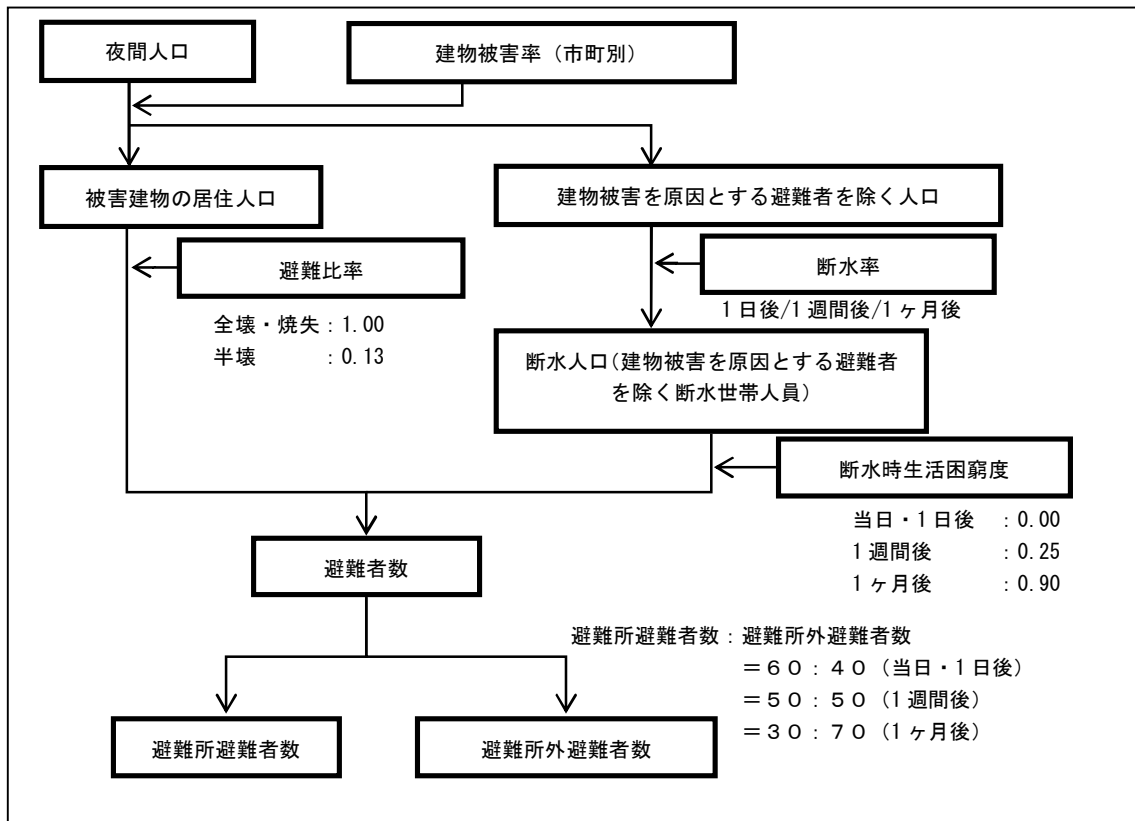 夜間人口
建物被害率（市町別）
被害建物の居住人口
建物被害を原因とする避難者を除く人口
避難比率
断水率
全壊・焼失：1.00
半壊　　　：0.13
1日後/1週間後/1ヶ月後
断水人口（建物被害を原因とする避難者
を除く断水世帯人員）
断水時生活困窮度
当日・1日後　：0.00
1週間後　　　：0.25
1ヶ月後　　　：0.90
避難者数
避難所避難者数：避難所外避難者数
＝６０：４０（当日・1日後）
＝５０：５０（1週間後）
＝３０：７０（1ヶ月後）
避難所避難者数
避難所外避難者数